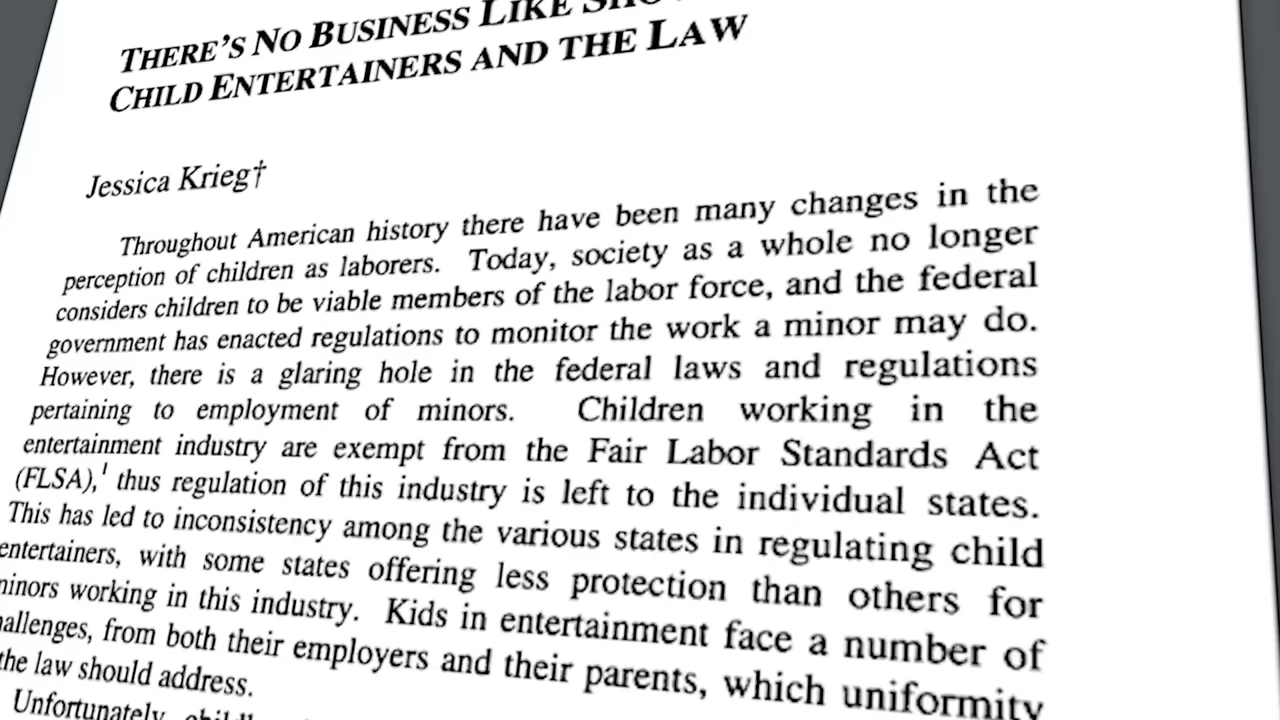 THERE'S NO BUSINESS LIKE
CHILD ENTERTAINERS AND THE LAW
Jessica Krieg†
Throughout American history there have been many changes in the
perception of children as laborers. Today, society as a whole no longer
considers children to be viable members of the labor force, and the federal
government has enacted regulations to monitor the work a minor may do.
However, there is a glaring hole in the federal laws and regulations
pertaining to employment of minors. Children working in the
entertainment industry are exempt from the Fair Labor Standards Act
(FLSA),¹ thus regulation of this industry is left to the individual states.
This has led to inconsistency among the various states in regulating child
entertainers, with some states offering less protection than others for
minors working in this industry. Kids in entertainment face a number of
challenges, from both their employers and their parents, which uniformity
the law should address.
Unfortunately,